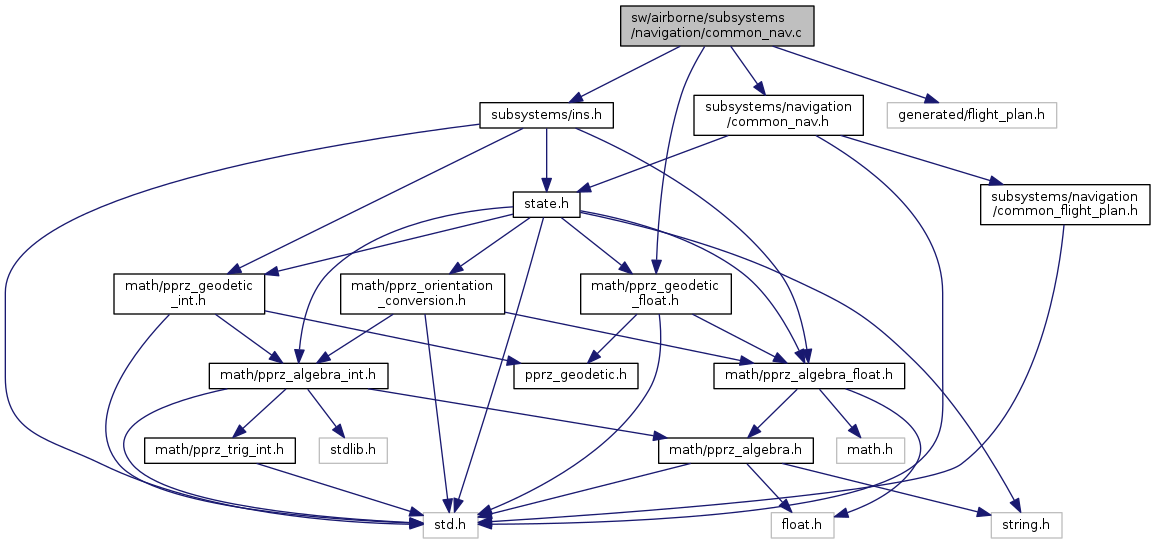 sw/airborne/subsystems
/navigation/common_nav.c
subsystems/ins.h
subsystems/navigation
/common_nav.h
generated/flight_plan.h
state.h
subsystems/navigation
/common_flight_plan.h
math/pprz_geodetic
_int.h
math/pprz_orientation
_conversion.h
math/pprz_geodetic
_float.h
math/pprz_algebra_int.h
pprz_geodetic.h
math/pprz_algebra_float.h
math/pprz_trig_int.h
stdlib.h
math/pprz_algebra.h
math.h
std.h
float.h
string.h